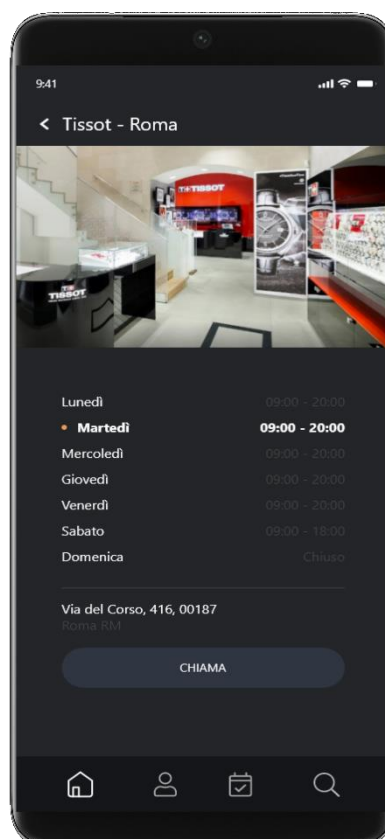 9:41
Tissot - Roma
TISSOT
TISSOT
Lunedì 09:00 - 20:00
Martedì 09:00 - 20:00
Mercoledì 09:00 - 20:00
Giovedì 09:00 - 20:00
Venerdì 09:00 - 20:00
Sabato 09:00 - 18:00
Domenica Chiuso
Via del Corso, 416, 00187
Roma RM
CHIAMA